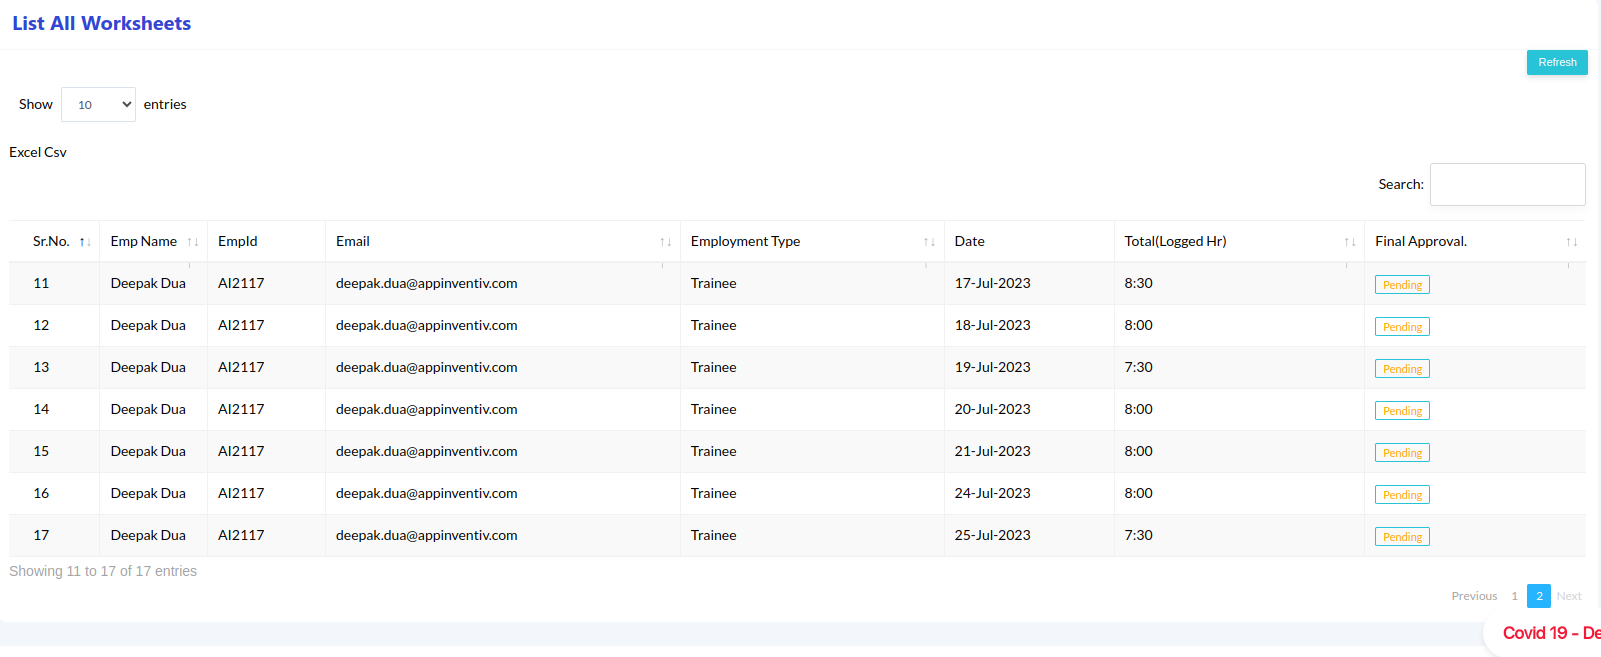 List All Worksheets
Refresh
Show 10 entries
Excel Csv
Search:
Sr.No. Emp Name EmpId Email Employment Type Date Total(Logged Hr) Final Approval.
11 Deepak Dua AI2117 deepak.dua@appinventiv.com Trainee 17-Jul-2023 8:30 Pending
12 Deepak Dua AI2117 deepak.dua@appinventiv.com Trainee 18-Jul-2023 8:00 Pending
13 Deepak Dua AI2117 deepak.dua@appinventiv.com Trainee 19-Jul-2023 7:30 Pending
14 Deepak Dua AI2117 deepak.dua@appinventiv.com Trainee 20-Jul-2023 8:00 Pending
15 Deepak Dua AI2117 deepak.dua@appinventiv.com Trainee 21-Jul-2023 8:00 Pending
16 Deepak Dua AI2117 deepak.dua@appinventiv.com Trainee 24-Jul-2023 8:00 Pending
17 Deepak Dua AI2117 deepak.dua@appinventiv.com Trainee 25-Jul-2023 7:30 Pending
Showing 11 to 17 of 17 entries
Previous 1 2 Next
Covid 19 - De